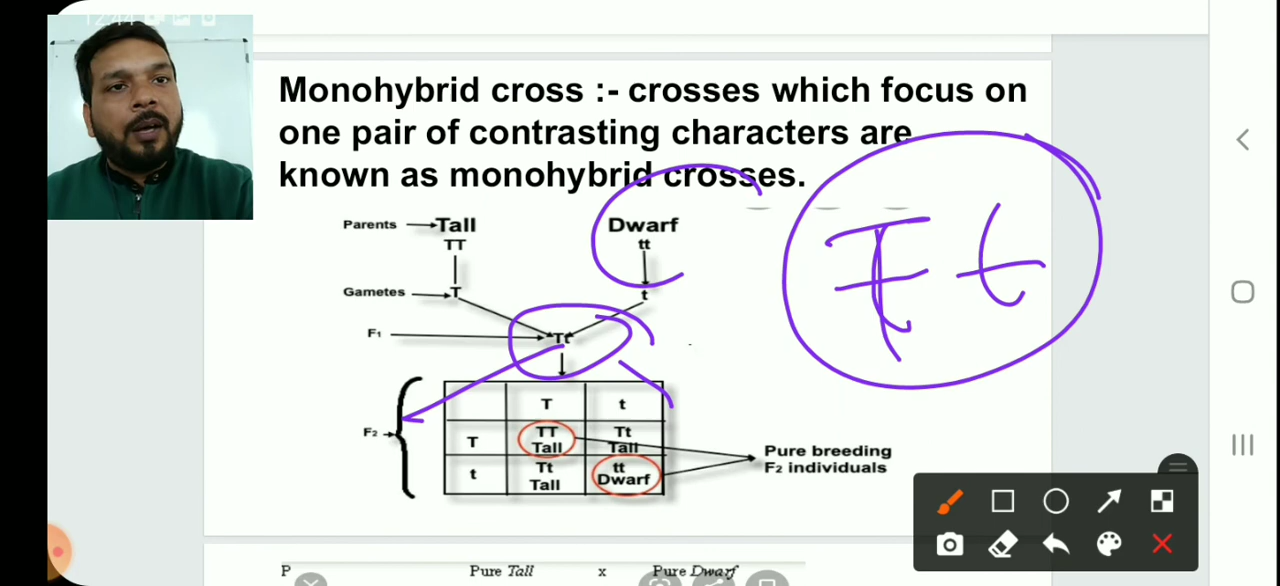 12:44
Monohybrid cross :- crosses which focus on
one pair of contrasting characters are
known as monohybrid crosses.
Parents Tall Dwarf
TT tt
Gametes T t
F₁ Tt
F₂
T t
T TT Tall Tt Tall
t Tt Tall tt Dwarf
Pure breeding
F₂ individuals
T t
P Pure Tall x Pure Dwarf